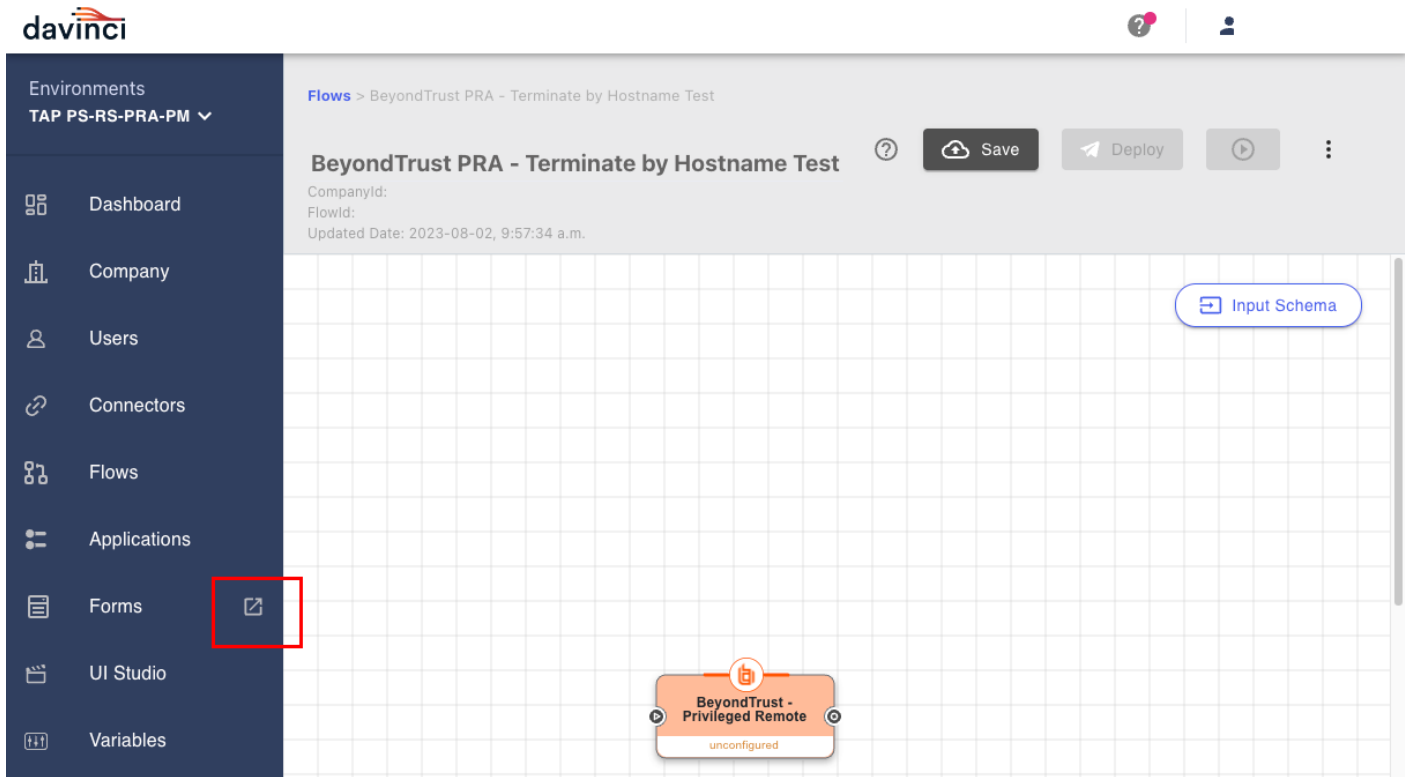 davinci
Environments
TAP PS-RS-PRA-PM
Dashboard
Company
Users
Connectors
Flows
Applications
Forms
UI Studio
Variables
Flows > BeyondTrust PRA - Terminate by Hostname Test
BeyondTrust PRA - Terminate by Hostname Test
CompanyId:
FlowId:
Updated Date: 2023-08-02, 9:57:34 a.m.
Save
Deploy
Input Schema
BeyondTrust -
Privileged Remote
unconfigured